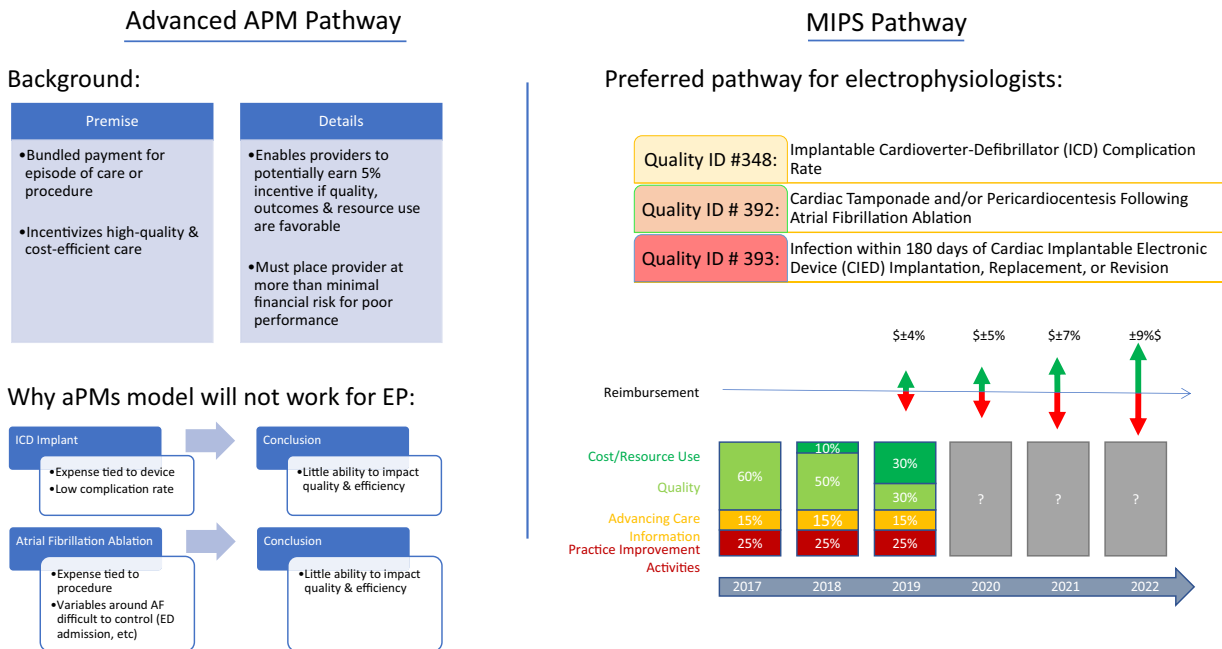 Advanced APM Pathway
Background:
Premise
•Bundled payment for
episode of care or
procedure
•Incentivizes high-quality &
cost-efficient care
Details
•Enables providers to
potentially earn 5%
incentive if quality,
outcomes & resource use
are favorable
•Must place provider at
more than minimal
financial risk for poor
performance
Why aPMs model will not work for EP:
ICD Implant
•Expense tied to device
•Low complication rate
Conclusion
•Little ability to impact
quality & efficiency
Atrial Fibrillation Ablation
•Expense tied to
procedure
•Variables around AF
difficult to control (ED
admission, etc)
Conclusion
•Little ability to impact
quality & efficiency
MIPS Pathway
Preferred pathway for electrophysiologists:
Quality ID #348:
Implantable Cardioverter-Defibrillator (ICD) Complication
Rate
Quality ID # 392:
Cardiac Tamponade and/or Pericardiocentesis Following
Atrial Fibrillation Ablation
Quality ID # 393:
Infection within 180 days of Cardiac Implantable Electronic
Device (CIED) Implantation, Replacement, or Revision
$±4% $±5% $±7% ±9%$
Reimbursement
Cost/Resource Use
Quality
Advancing Care
Information
Practice Improvement
Activities
60%
15%
25%
10%
50%
15%
25%
30%
30%
15%
25%
?
?
?
2017 2018 2019 2020 2021 2022